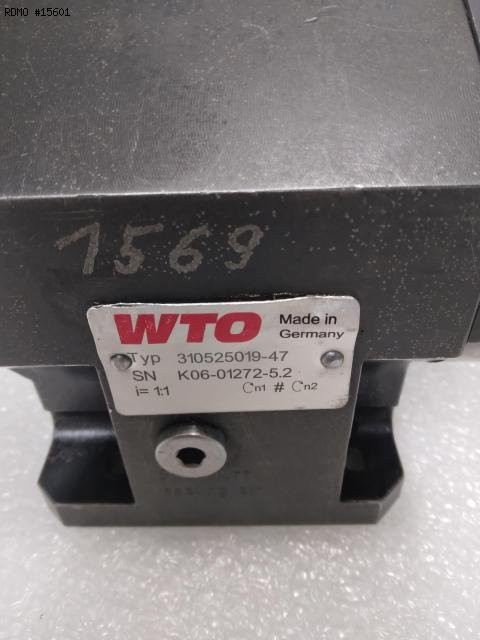 RDMO #15601
1569
WTO Made in
Germany
Typ 310525019-47
SN K06-01272-5.2
i= 1:1 Cn1 # Cn2